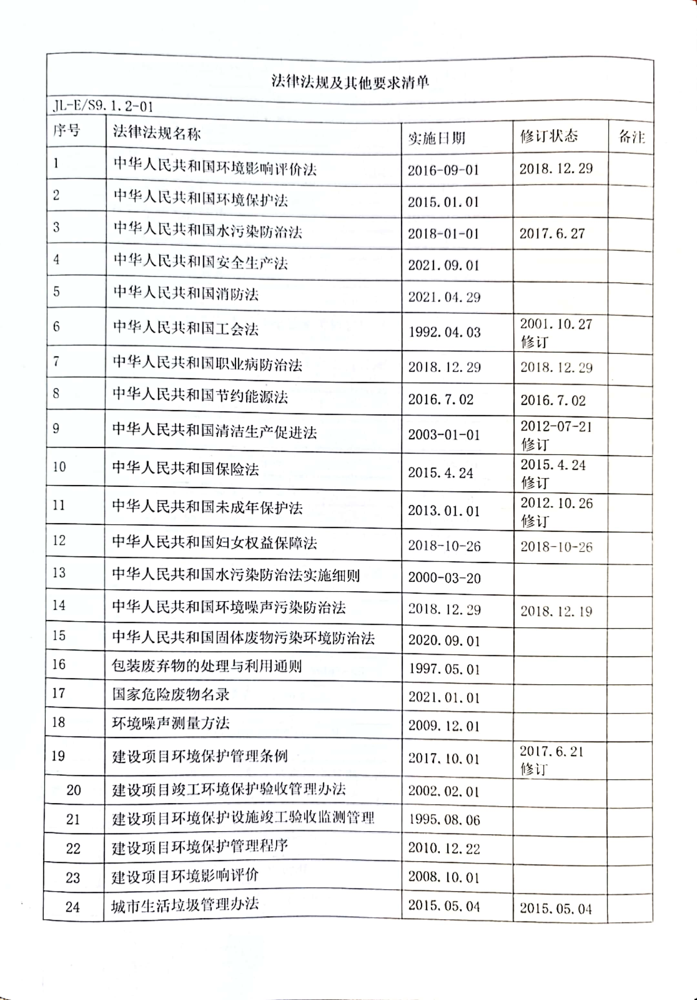 法律法规及其他要求清单
JL-E/S9.1.2-01
序号 法律法规名称 实施日期 修订状态 备注
1 中华人民共和国环境影响评价法 2016-09-01 2018.12.29
2 中华人民共和国环境保护法 2015.01.01
3 中华人民共和国水污染防治法 2018-01-01 2017.6.27
4 中华人民共和国安全生产法 2021.09.01
5 中华人民共和国消防法 2021.04.29
6 中华人民共和国工会法 1992.04.03 2001.10.27
修订
7 中华人民共和国职业病防治法 2018.12.29 2018.12.29
8 中华人民共和国节约能源法 2016.7.02 2016.7.02
9 中华人民共和国清洁生产促进法 2003-01-01 2012-07-21
修订
10 中华人民共和国保险法 2015.4.24 2015.4.24
修订
11 中华人民共和国未成年保护法 2013.01.01 2012.10.26
修订
12 中华人民共和国妇女权益保障法 2018-10-26 2018-10-26
13 中华人民共和国水污染防治法实施细则 2000-03-20
14 中华人民共和国环境噪声污染防治法 2018.12.29 2018.12.19
15 中华人民共和国固体废物污染环境防治法 2020.09.01
16 包装废弃物的处理与利用通则 1997.05.01
17 国家危险废物名录 2021.01.01
18 环境噪声测量方法 2009.12.01
19 建设项目环境保护管理条例 2017.10.01 2017.6.21
修订
20 建设项目竣工环境保护验收管理办法 2002.02.01
21 建设项目环境保护设施竣工验收监测管理 1995.08.06
22 建设项目环境保护管理程序 2010.12.22
23 建设项目环境影响评价 2008.10.01
24 城市生活垃圾管理办法 2015.05.04 2015.05.04